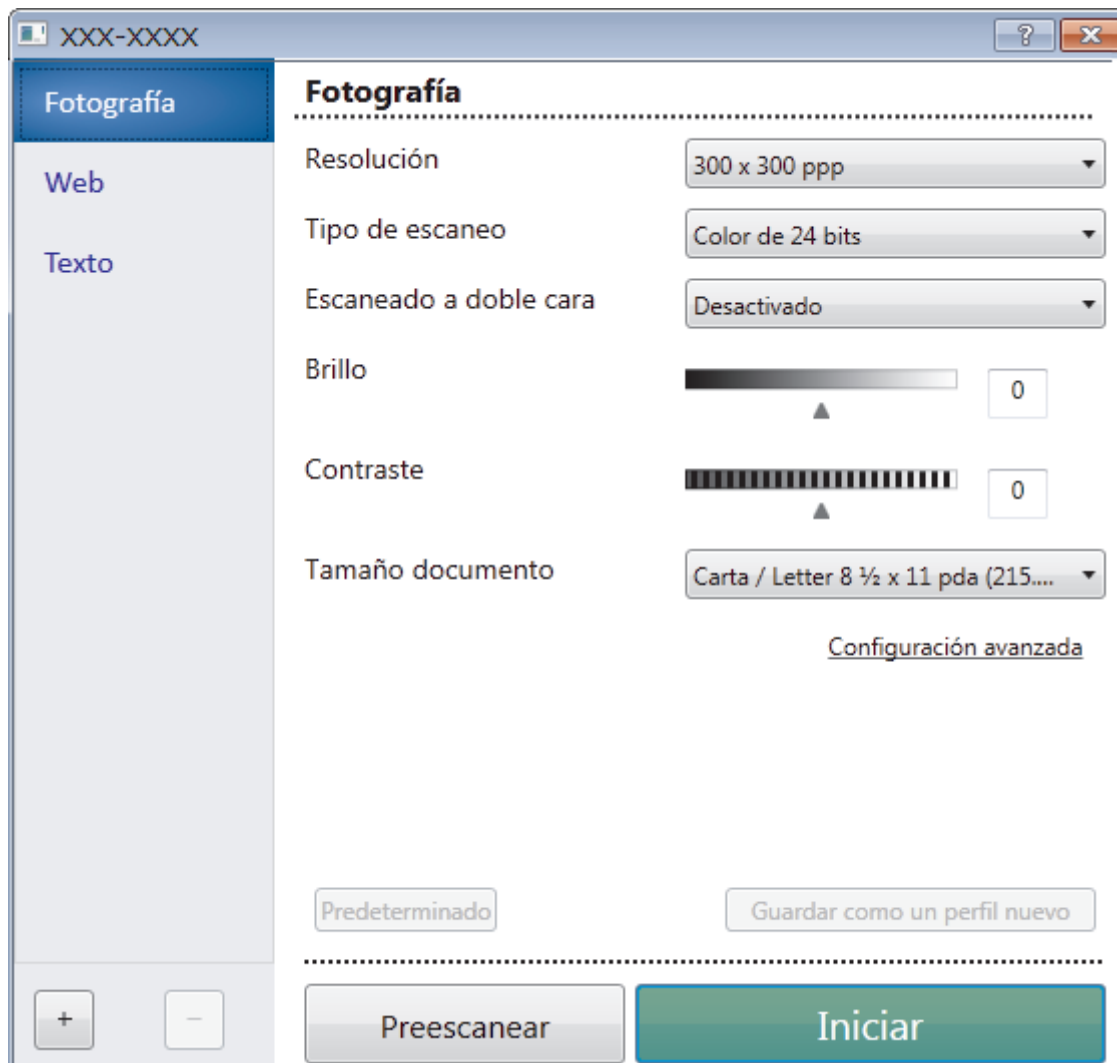 XXX-XXXX
?
Fotografía
Web
Texto
Fotografía
Resolución
300 x 300 ppp
Tipo de escaneo
Color de 24 bits
Escaneado a doble cara
Desactivado
Brillo
0
Contraste
0
Tamaño documento
Carta / Letter 8 ½ x 11 pda (215....
Configuración avanzada
Predeterminado
Guardar como un perfil nuevo
+
−
Preescanear
Iniciar